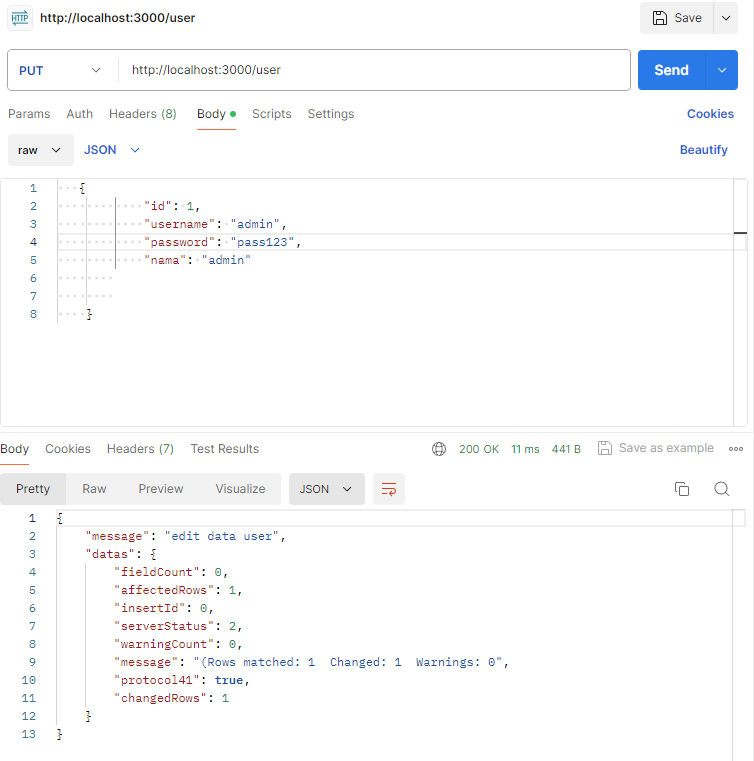 HTTP http://localhost:3000/user Save
PUT http://localhost:3000/user Send
Params Auth Headers (8) Body Scripts Settings Cookies
raw JSON Beautify
1 {
2 "id": 1,
3 "username": "admin",
4 "password": "pass123",
5 "nama": "admin"
6
7
8 }
Body Cookies Headers (7) Test Results 200 OK 11 ms 441 B Save as example
Pretty Raw Preview Visualize JSON
1 {
2 "message": "edit data user",
3 "datas": {
4 "fieldCount": 0,
5 "affectedRows": 1,
6 "insertId": 0,
7 "serverStatus": 2,
8 "warningCount": 0,
9 "message": "(Rows matched: 1  Changed: 1  Warnings: 0",
10 "protocol41": true,
11 "changedRows": 1
12 }
13 }